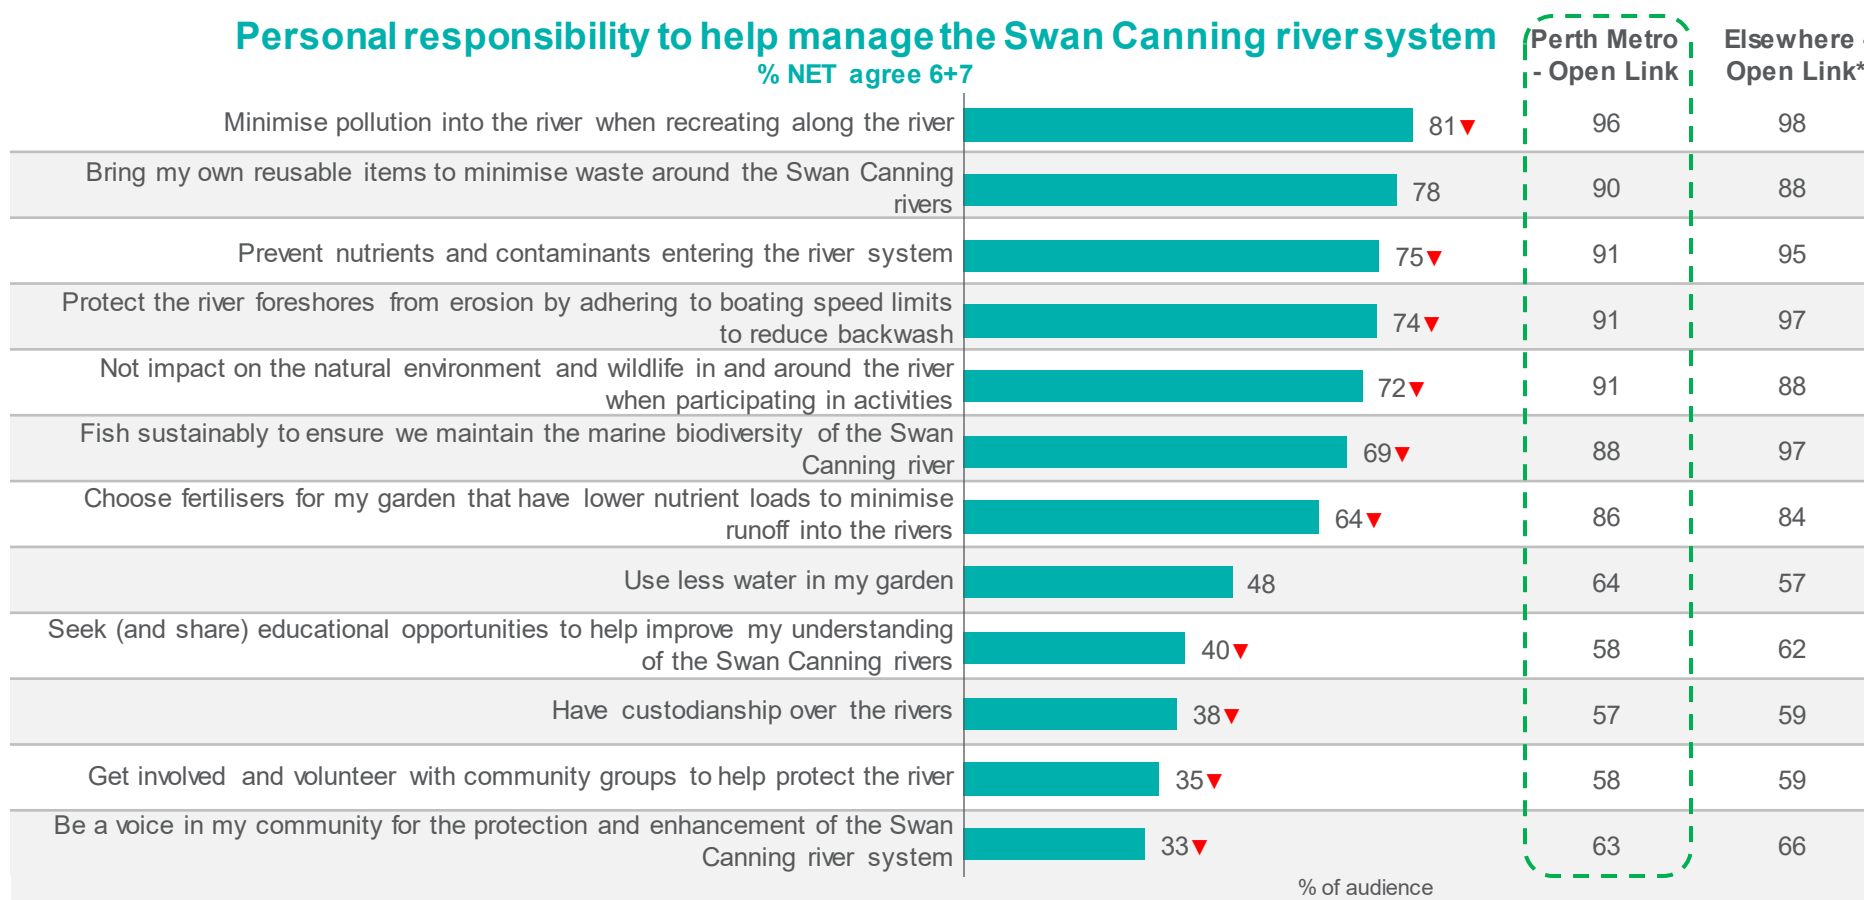 Personal responsibility to help manage the Swan Canning river system
% NET agree 6+7
Perth Metro
- Open Link
Elsewhere -
Open Link*
Minimise pollution into the river when recreating along the river 81▼ 96 98
Bring my own reusable items to minimise waste around the Swan Canning
rivers 78 90 88
Prevent nutrients and contaminants entering the river system 75▼ 91 95
Protect the river foreshores from erosion by adhering to boating speed limits
to reduce backwash 74▼ 91 97
Not impact on the natural environment and wildlife in and around the river
when participating in activities 72▼ 91 88
Fish sustainably to ensure we maintain the marine biodiversity of the Swan
Canning river 69▼ 88 97
Choose fertilisers for my garden that have lower nutrient loads to minimise
runoff into the rivers 64▼ 86 84
Use less water in my garden 48 64 57
Seek (and share) educational opportunities to help improve my understanding
of the Swan Canning rivers 40▼ 58 62
Have custodianship over the rivers 38▼ 57 59
Get involved and volunteer with community groups to help protect the river 35▼ 58 59
Be a voice in my community for the protection and enhancement of the Swan
Canning river system 33▼ 63 66
% of audience